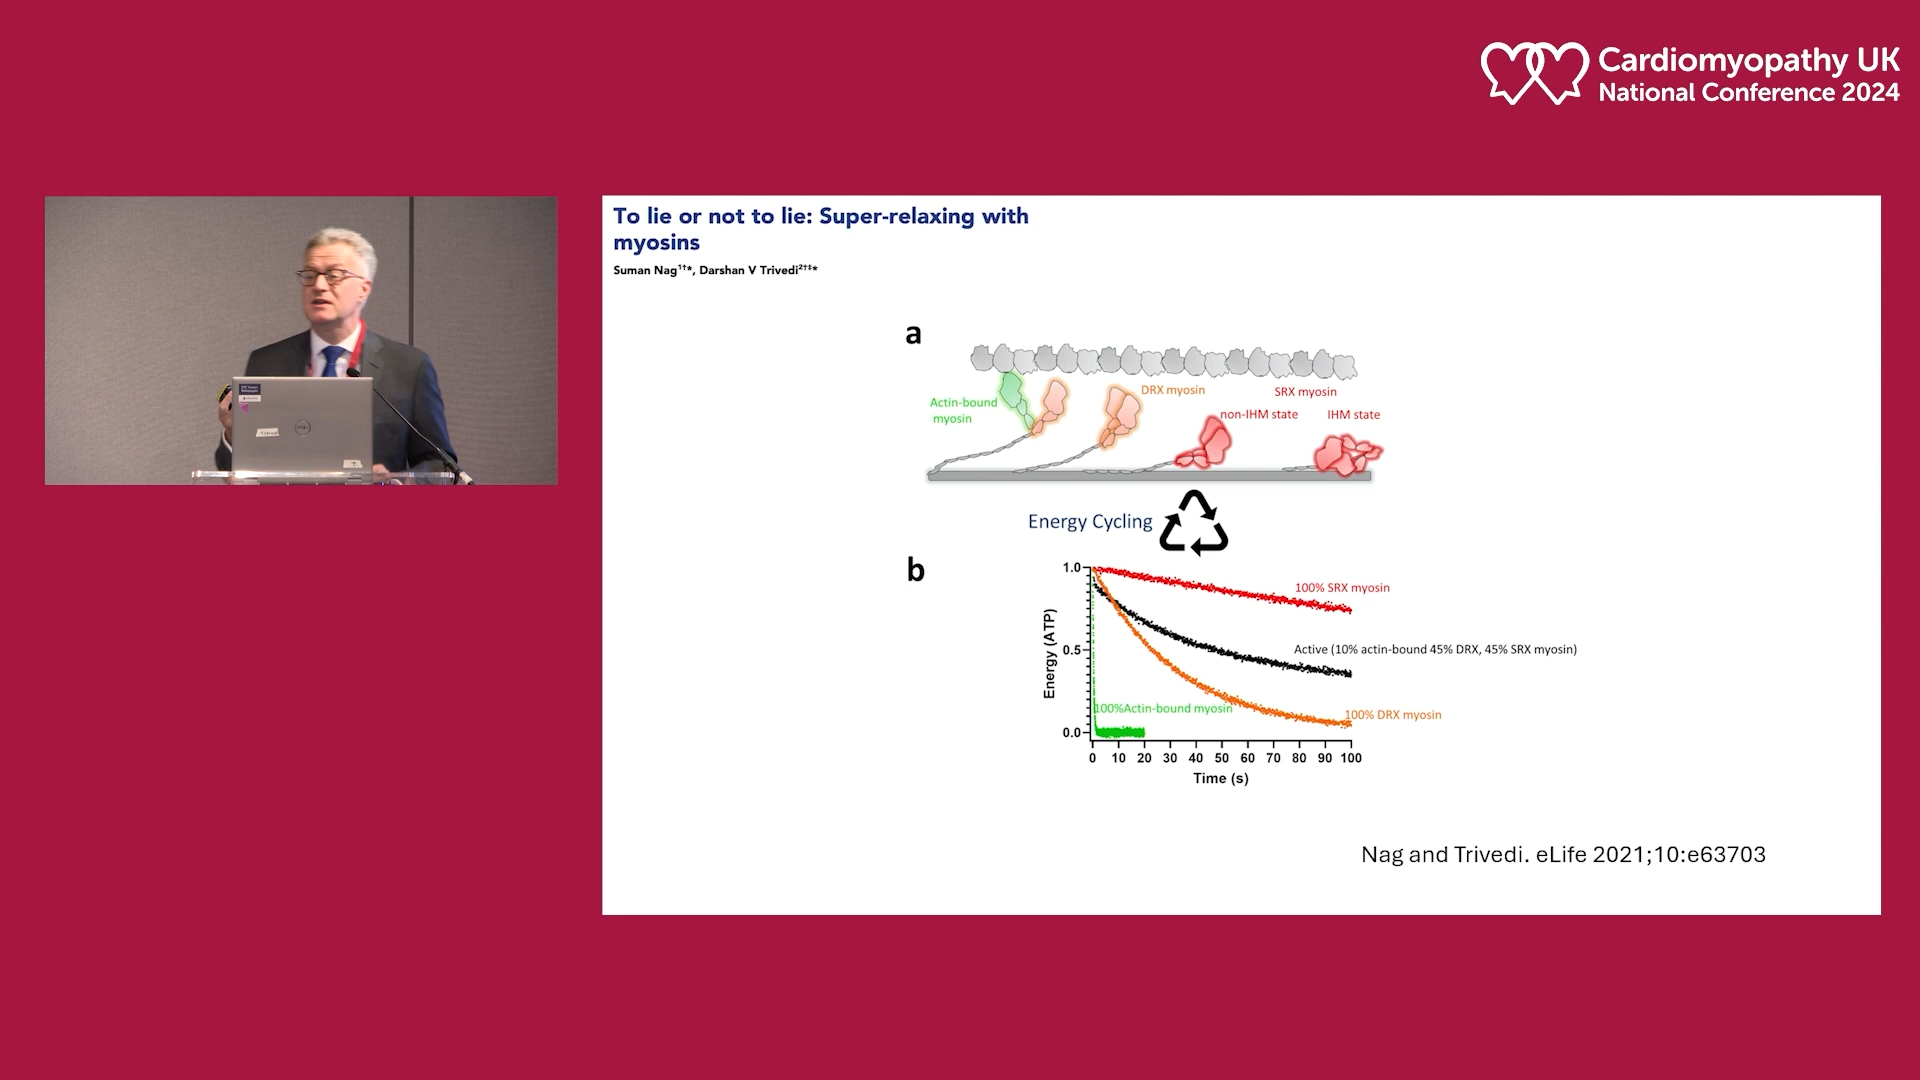 Cardiomyopathy UK
National Conference 2024
To lie or not to lie: Super-relaxing with
myosins
Suman Nag¹†*, Darshan V Trivedi²†‡*
a
Actin-bound
myosin
DRX myosin
SRX myosin
non-IHM state
IHM state
Energy Cycling
b
Energy (ATP)
1.0
0.5
0.0
100% SRX myosin
Active (10% actin-bound 45% DRX, 45% SRX myosin)
100%Actin-bound myosin
100% DRX myosin
0 10 20 30 40 50 60 70 80 90 100
Time (s)
Nag and Trivedi. eLife 2021;10:e63703